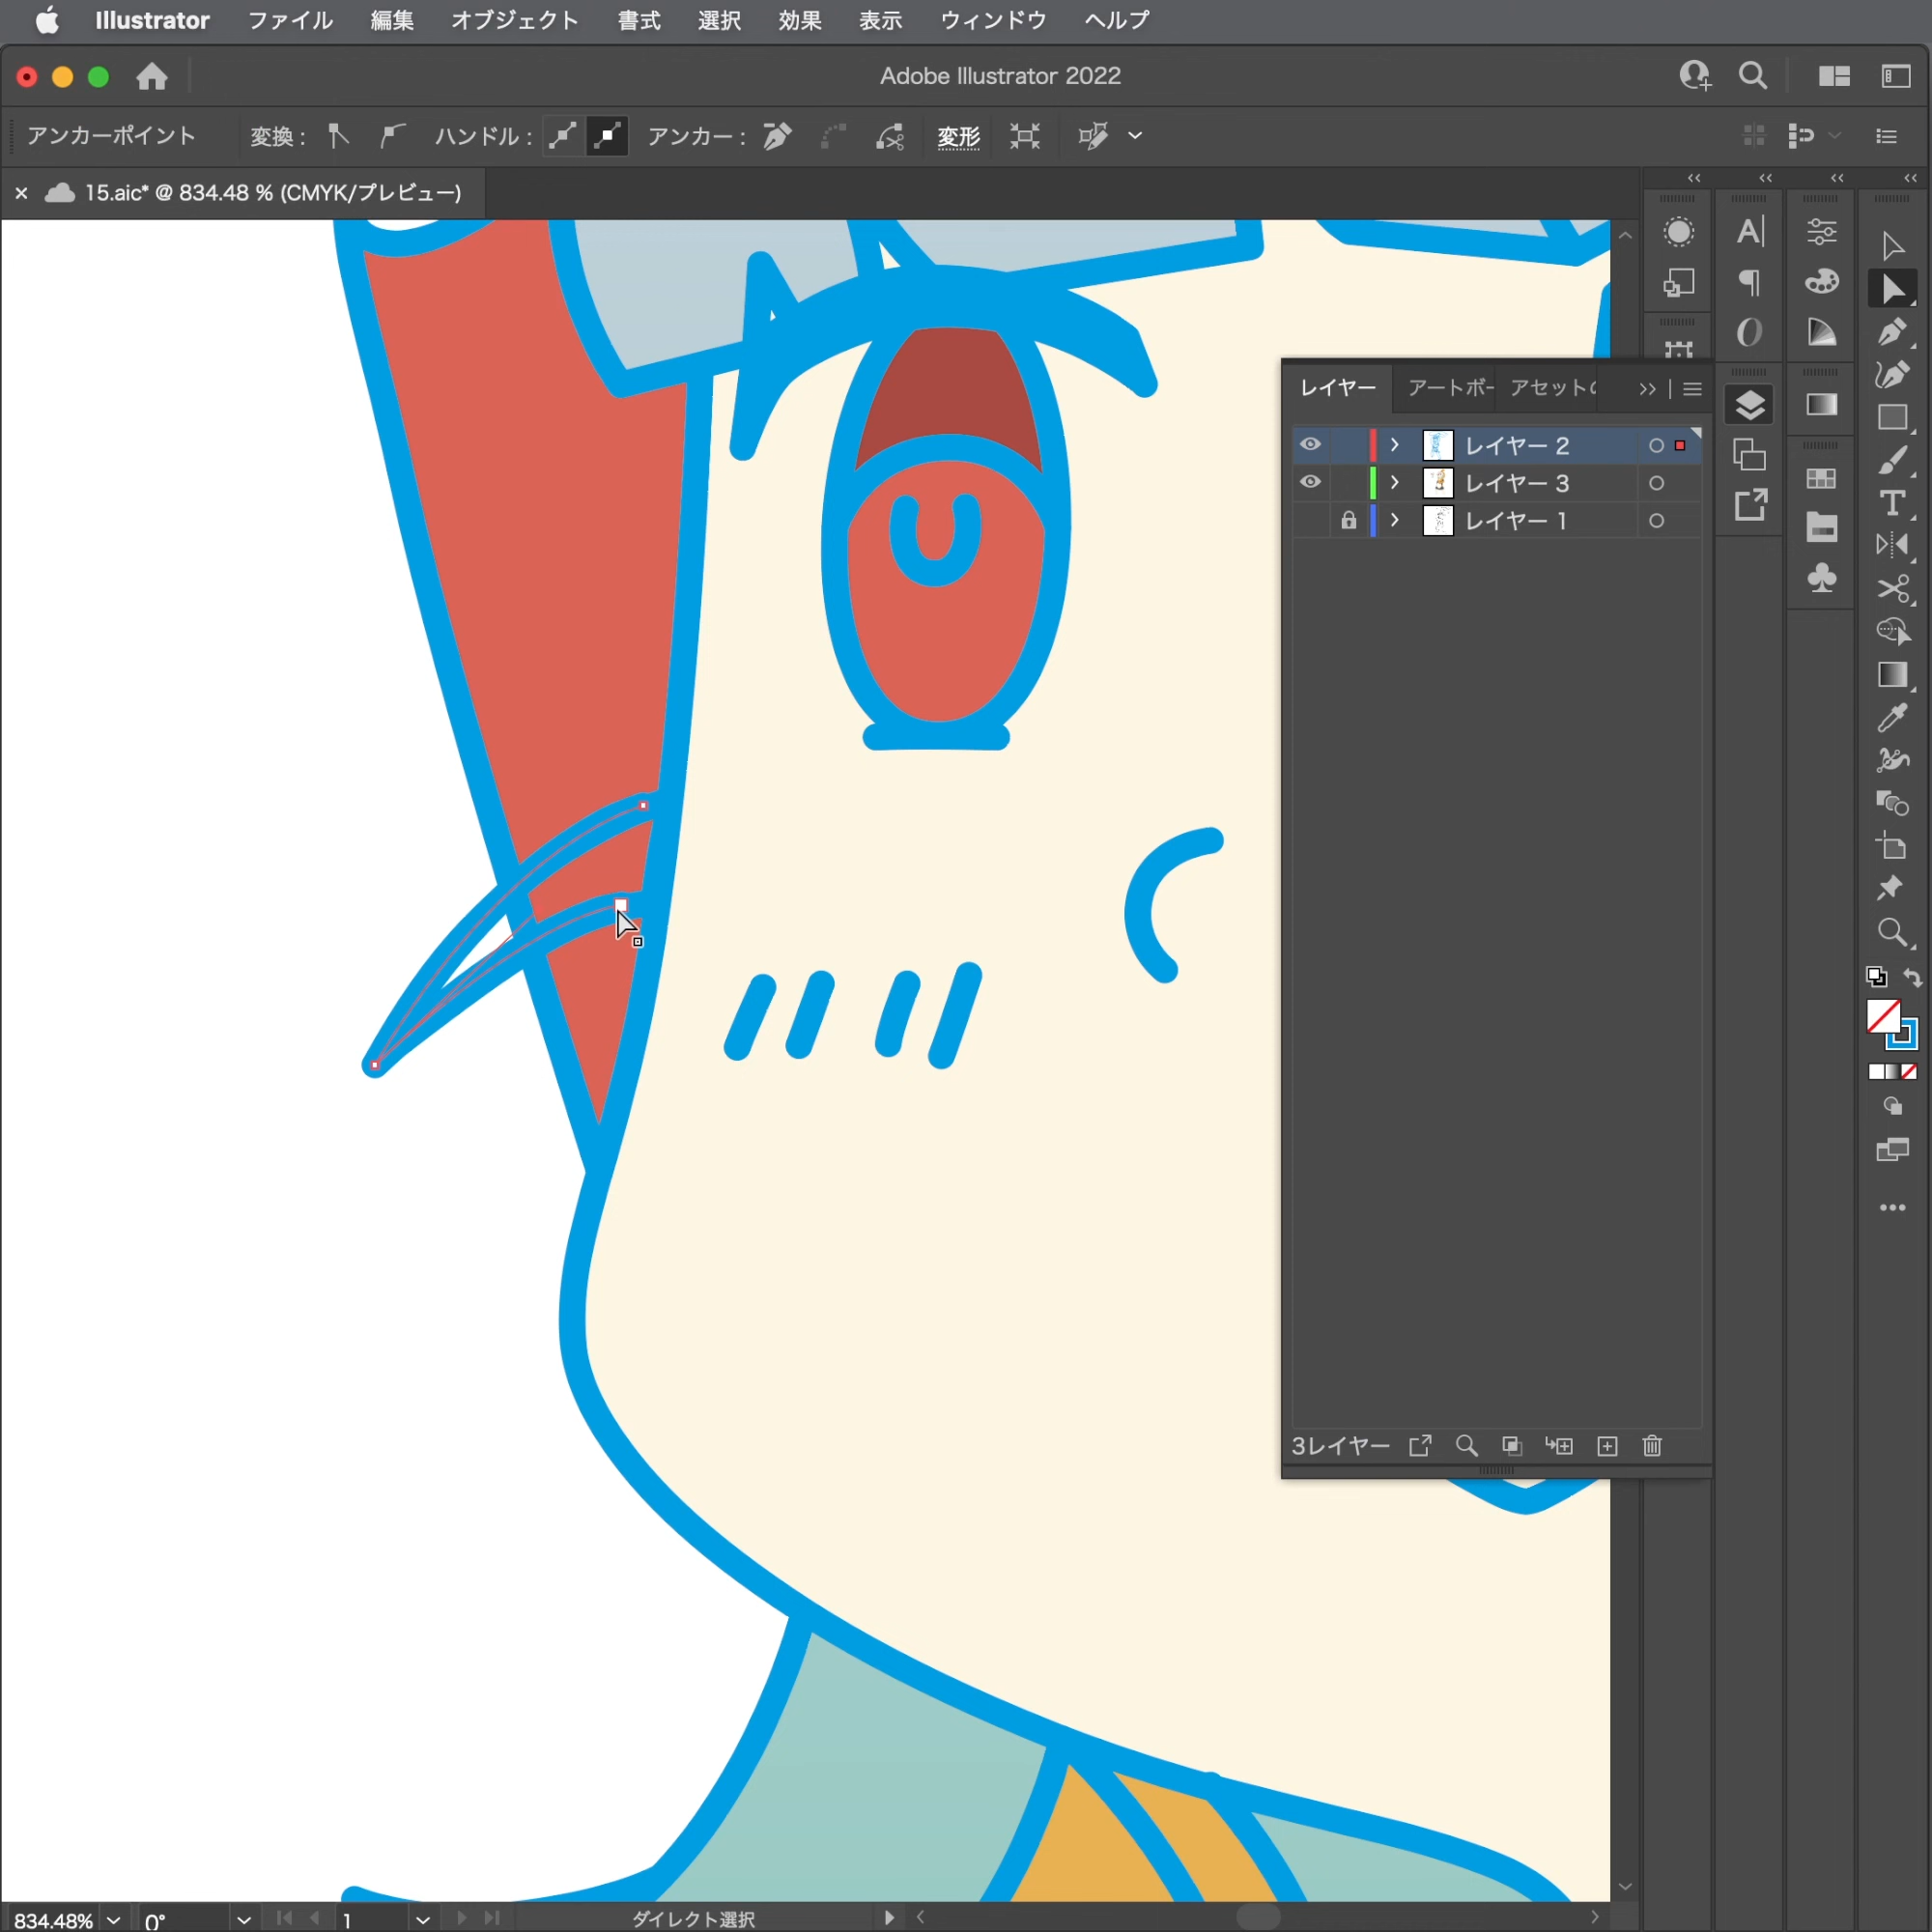 Illustrator ファイル 編集 オブジェクト 書式 選択 効果 表示 ウィンドウ ヘルプ
Adobe Illustrator 2022
アンカーポイント 変換： ハンドル： アンカー： 変形
× 15.aic* @ 834.48 % (CMYK/プレビュー)
レイヤー アートボー アセット
レイヤー 2
レイヤー 3
レイヤー 1
3レイヤー
834.48% 0° 1 ダイレクト選択